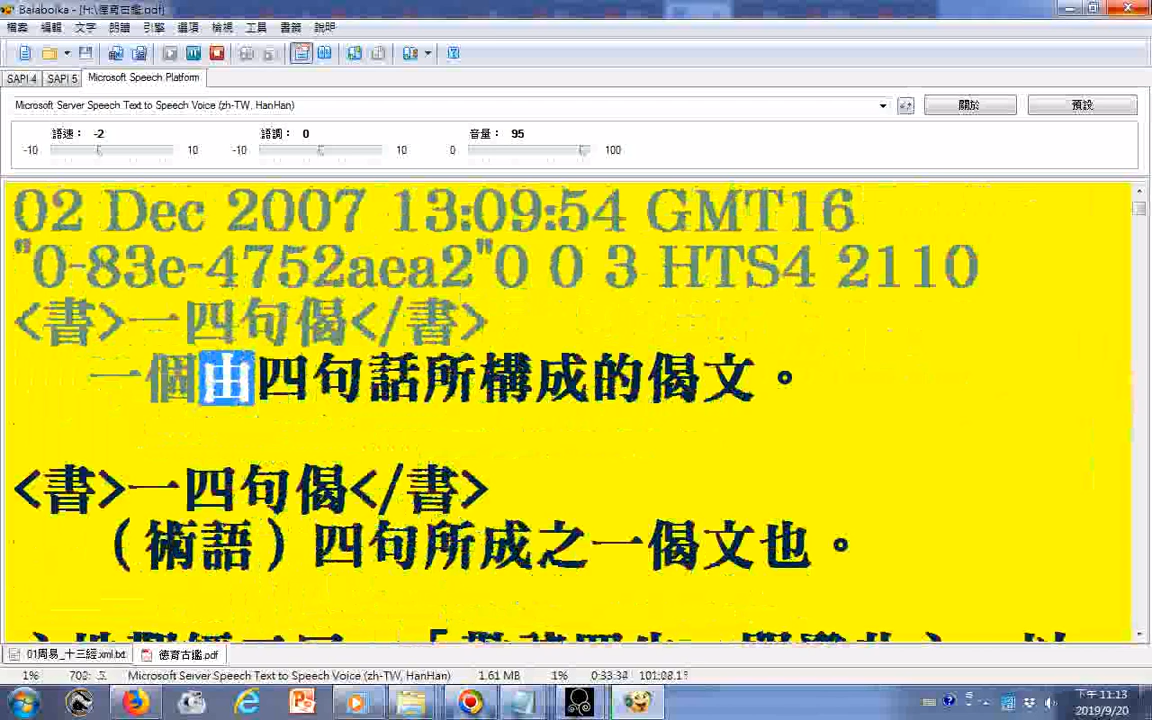 Balabolka - [H:\德育古鑑.pdf]
檔案 編輯 文字 朗讀 引擎 選項 檢視 工具 書籤 說明
SAPI 4 SAPI 5 Microsoft Speech Platform
Microsoft Server Speech Text to Speech Voice (zh-TW, HanHan) 關於 預設
語速： -2 語調： 0 音量： 95
-10 10 -10 10 0 100
02 Dec 2007 13:09:54 GMT16
"0-83e-4752aea2"0 0 3 HTS4 2110
<書>一四句偈</書>
一個由四句話所構成的偈文。
<書>一四句偈</書>
（術語）四句所成之一偈文也。
01周易_十三經.xml.txt 德育古鑑.pdf
1% Microsoft Server Speech Text to Speech Voice (zh-TW, HanHan) 1.61 MB 1% 0:33:34
下午 11:13
2019/9/20